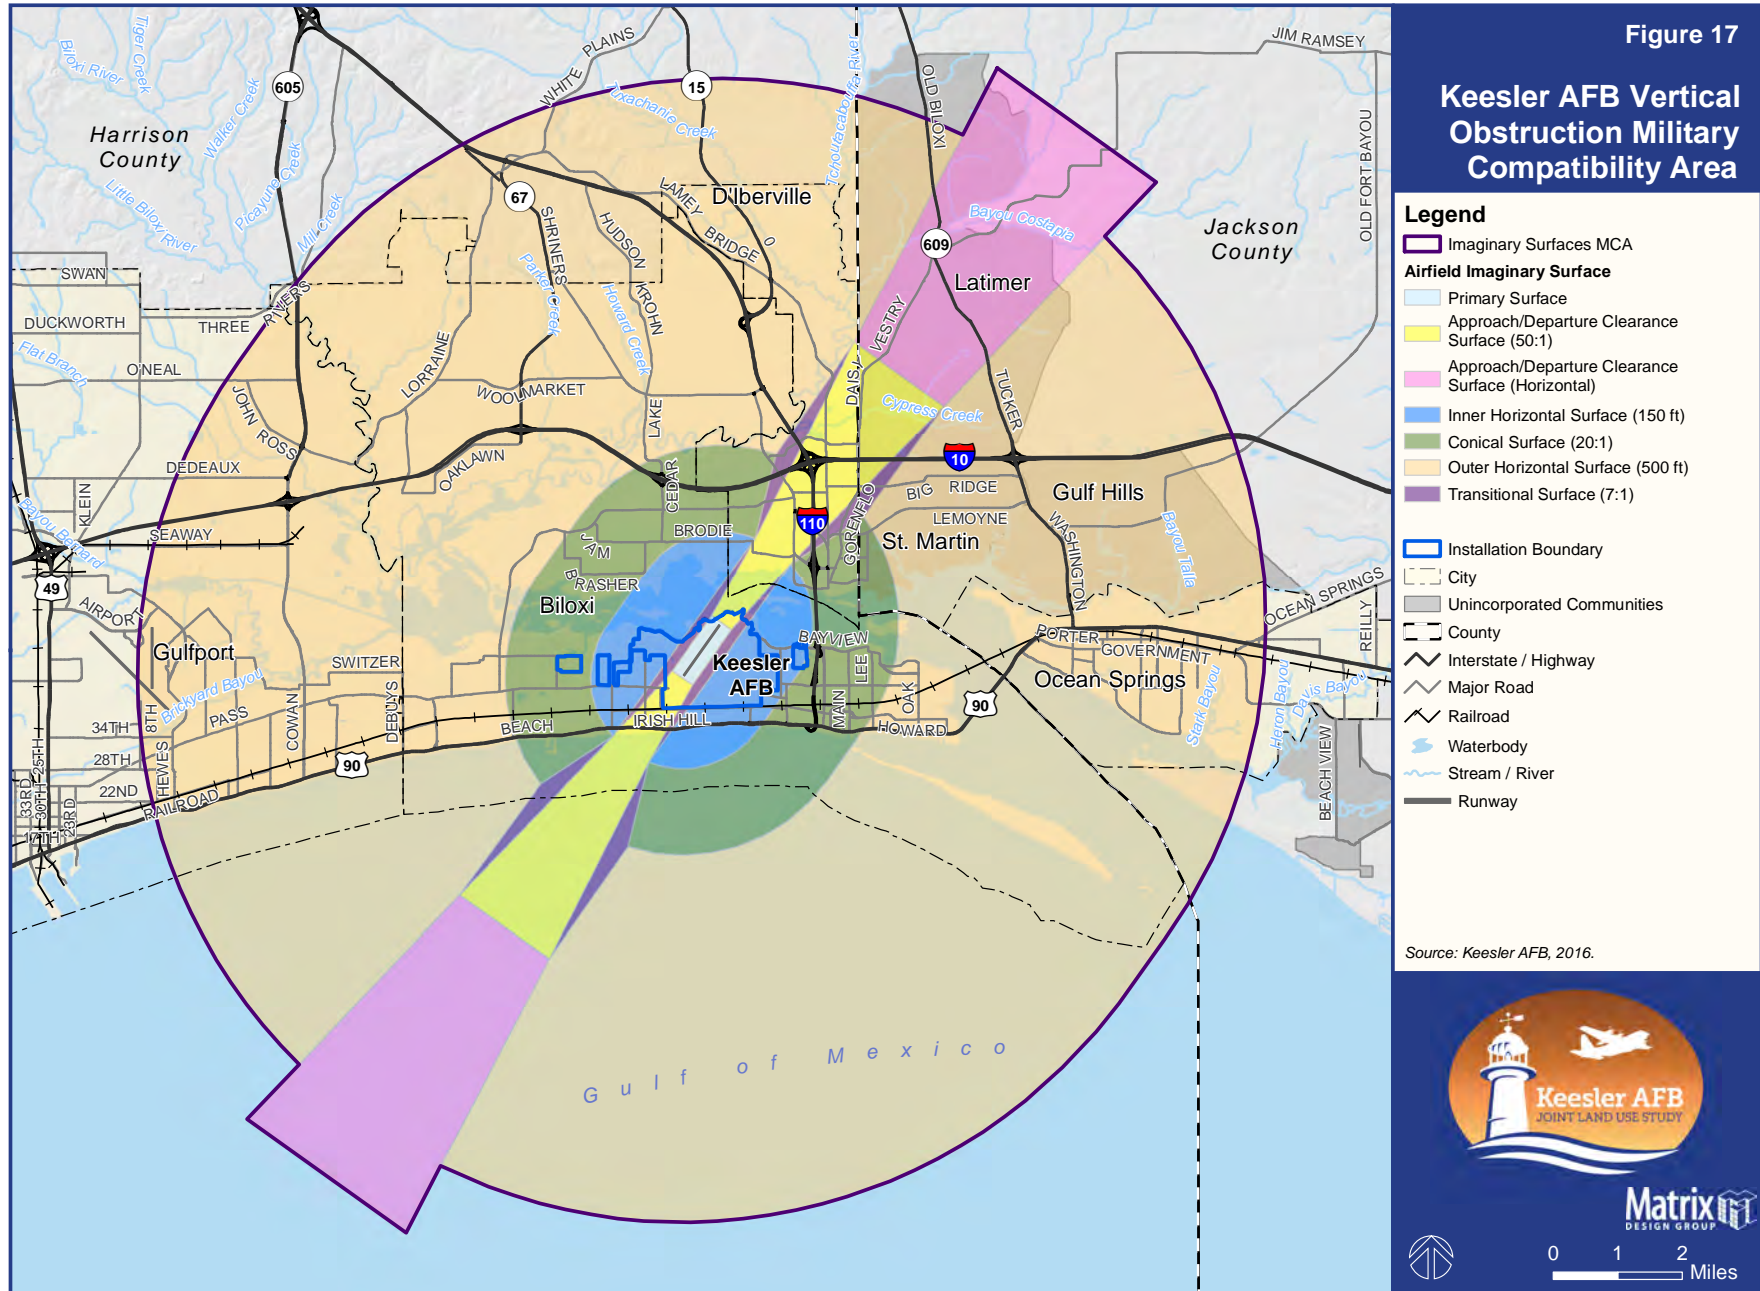 Figure 17
Keesler AFB Vertical
Obstruction Military
Compatibility Area
Legend
Imaginary Surfaces MCA
Airfield Imaginary Surface
Primary Surface
Approach/Departure Clearance
Surface (50:1)
Approach/Departure Clearance
Surface (Horizontal)
Inner Horizontal Surface (150 ft)
Conical Surface (20:1)
Outer Horizontal Surface (500 ft)
Transitional Surface (7:1)
Installation Boundary
City
Unincorporated Communities
County
Interstate / Highway
Major Road
Railroad
Waterbody
Stream / River
Runway
Source: Keesler AFB, 2016.
Keesler AFB
JOINT LAND USE STUDY
Matrix
DESIGN GROUP
0 1 2
Miles
Harrison
County
Jackson
County
Biloxi River
Tiger Creek
Walker Creek
Picayune Creek
Little Biloxi River
Mill Creek
Tuxachanie Creek
Tchoutacabouffa River
Parker Creek
Howard Creek
Bayou Costapia
Cypress Creek
Flat Branch
Bayou Bernard
Brickyard Bayou
Bayou Talla
Stark Bayou
Heron Bayou
Davis Bayou
Gulf of Mexico
605
15
67
609
10
110
49
90
90
WHITE PLAINS
OLD BILOXI
JIM RAMSEY
OLD FORT BAYOU
LAMEY
BRIDGE
0
D'Iberville
SHRINERS
HUDSON
KROHN
Latimer
SWAN
DUCKWORTH
THREE
RIVERS
O'NEAL
LORRAINE
WOOLMARKET
LAKE
VESTRY
DAISY
TUCKER
JOHN ROSS
DEDEAUX
OAKLAWN
CEDAR
KLEIN
SEAWAY
BRODIE
JAM
BRASHER
Biloxi
GORENFLO
BIG RIDGE
LEMOYNE
Gulf Hills
St. Martin
WASHINGTON
AIRPORT
Gulfport
SWITZER
Keesler
AFB
BAYVIEW
LEE
MAIN
OAK
PORTER
GOVERNMENT
Ocean Springs
OCEAN SPRINGS
REILLY
34TH
28TH
22ND
17TH
8TH
PASS
COWAN
DEBUYS
HEWES
33RD
30TH
25TH
23RD
RAILROAD
BEACH
IRISH HILL
HOWARD
BEACH VIEW